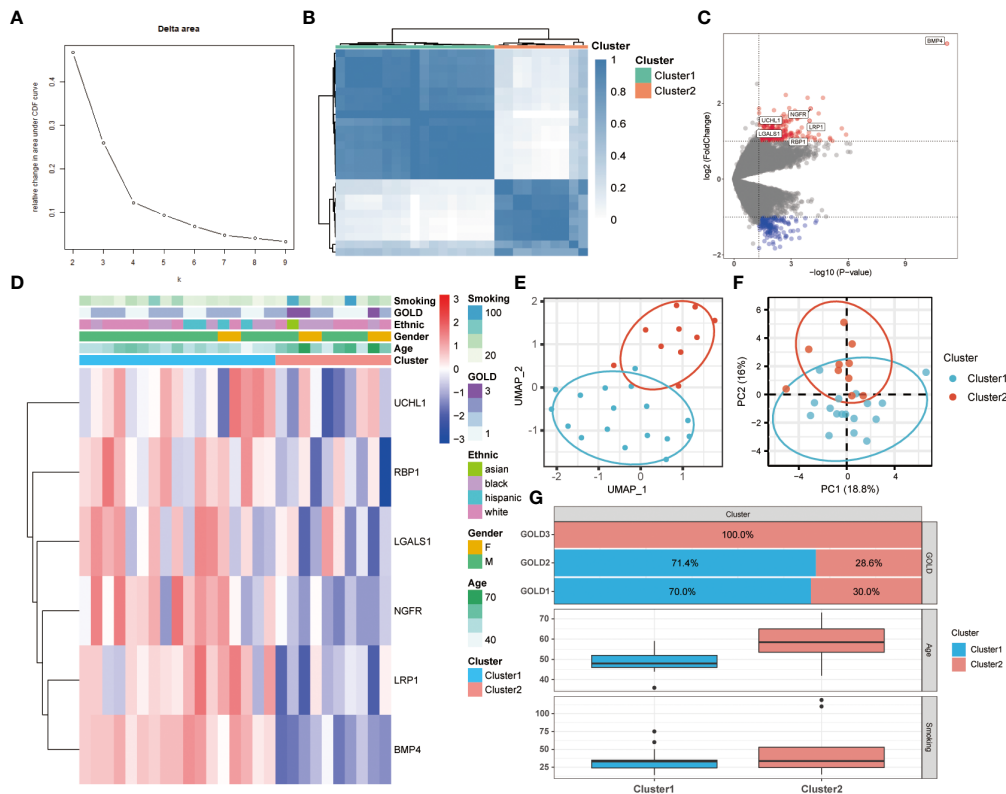 A
Delta area
0.4
0.3
0.2
0.1
relative change in area under CDF curve
2 3 4 5 6 7 8 9
k
B
Cluster
1
0.8
0.6
0.4
0.2
0
Cluster
Cluster1
Cluster2
C
BMP4
NGFR
UCHL1
LRP1
LGALS1
RBP1
2
0
−2
log2 (FoldChange)
0 3 6 9
−log10 (P-value)
D
Smoking
GOLD
Ethnic
Gender
Age
Cluster
UCHL1
RBP1
LGALS1
NGFR
LRP1
BMP4
3
2
1
0
−1
−2
−3
Smoking
100
20
GOLD
3
1
Ethnic
asian
black
hispanic
white
Gender
F
M
Age
70
40
Cluster
Cluster1
Cluster2
E
2
1
0
-1
UMAP_2
-2 -1 0 1
UMAP_1
F
6
4
2
0
−2
−4
PC2 (16%)
−4 0 4
PC1 (18.8%)
Cluster
Cluster1
Cluster2
G
Cluster
GOLD3
100.0%
GOLD2
71.4% 28.6%
GOLD1
70.0% 30.0%
GOLD
70
60
50
40
Age
100
75
50
25
Smoking
Cluster1 Cluster2
Cluster
Cluster1
Cluster2